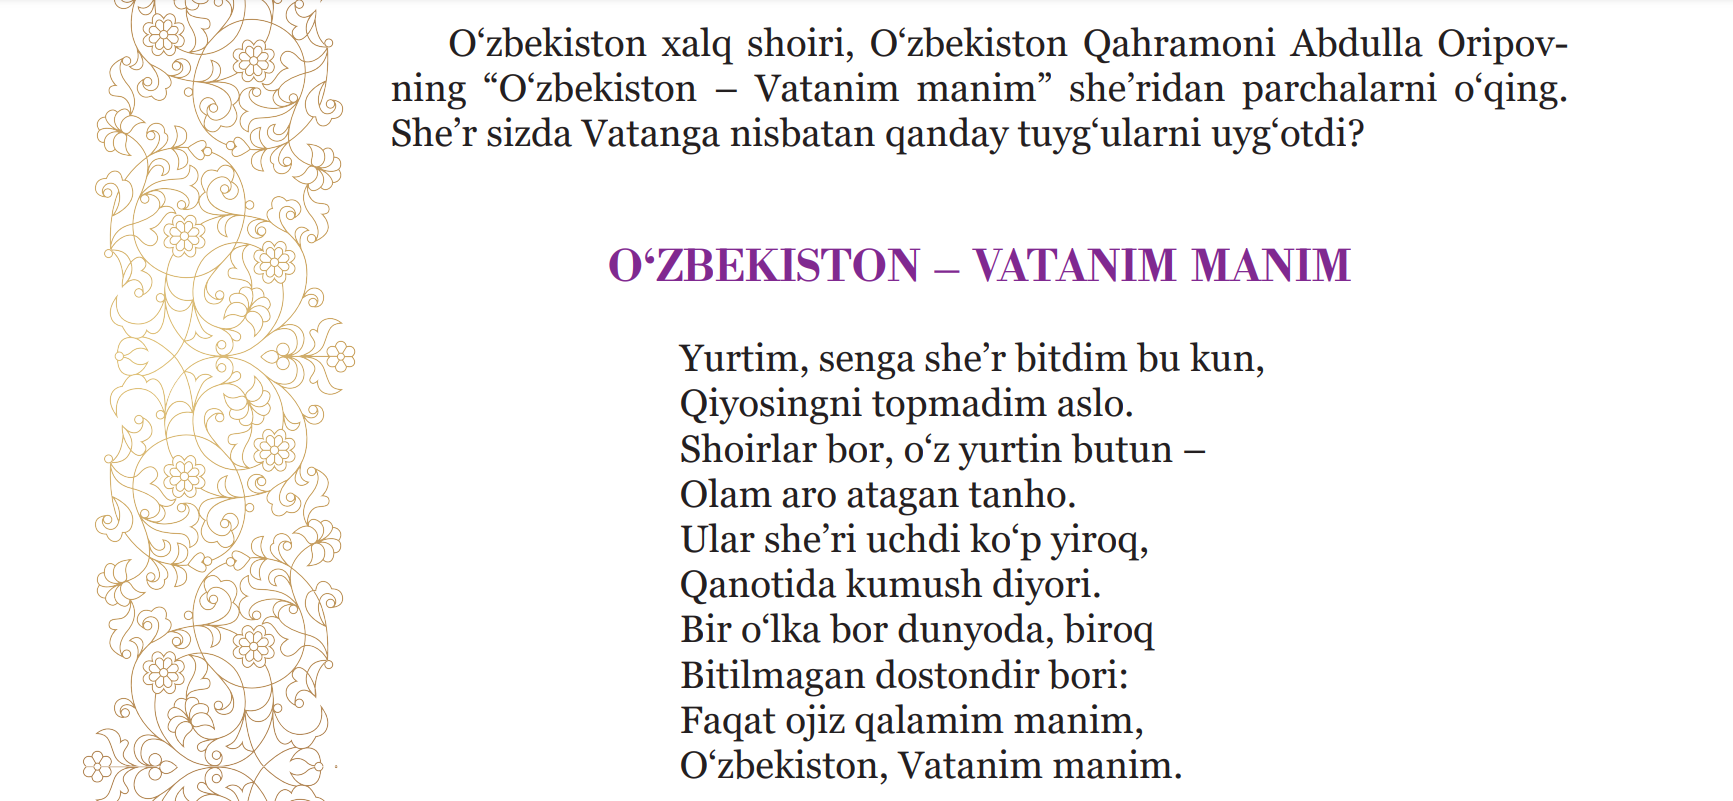 O‘zbekiston xalq shoiri, O‘zbekiston Qahramoni Abdulla Oripov-
ning “O‘zbekiston – Vatanim manim” she’ridan parchalarni o‘qing.
She’r sizda Vatanga nisbatan qanday tuyg‘ularni uyg‘otdi?
O‘ZBEKISTON – VATANIM MANIM
Yurtim, senga she’r bitdim bu kun,
Qiyosingni topmadim aslo.
Shoirlar bor, o‘z yurtin butun –
Olam aro atagan tanho.
Ular she’ri uchdi ko‘p yiroq,
Qanotida kumush diyori.
Bir o‘lka bor dunyoda, biroq
Bitilmagan dostondir bori:
Faqat ojiz qalamim manim,
O‘zbekiston, Vatanim manim.